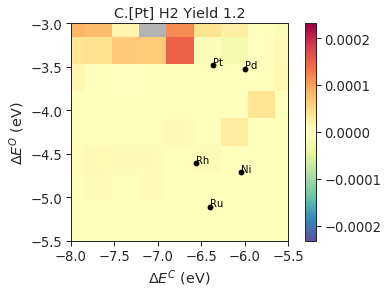 C.[Pt] H2 Yield 1.2
−3.0
−3.5
−4.0
−4.5
−5.0
−5.5
ΔE^O (eV)
Pt
Pd
Rh
Ni
Ru
−8.0 −7.5 −7.0 −6.5 −6.0 −5.5
ΔE^C (eV)
0.0002
0.0001
0.0000
−0.0001
−0.0002